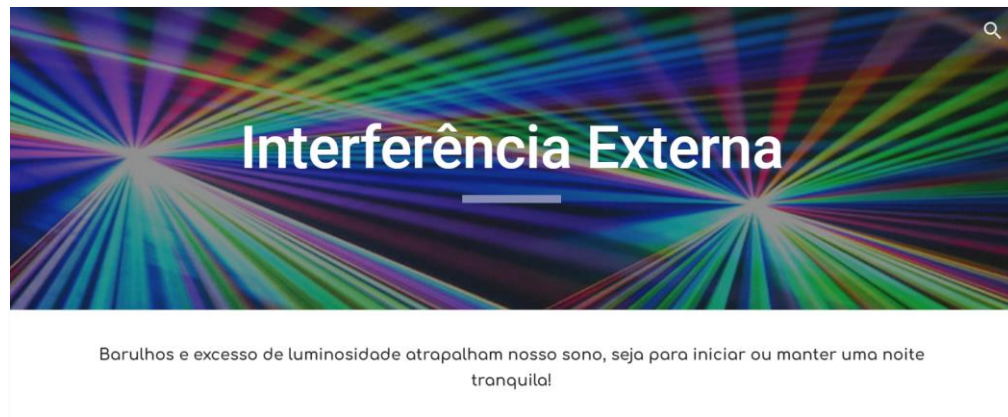 Interferência Externa
Barulhos e excesso de luminosidade atrapalham nosso sono, seja para iniciar ou manter uma noite
tranquila!